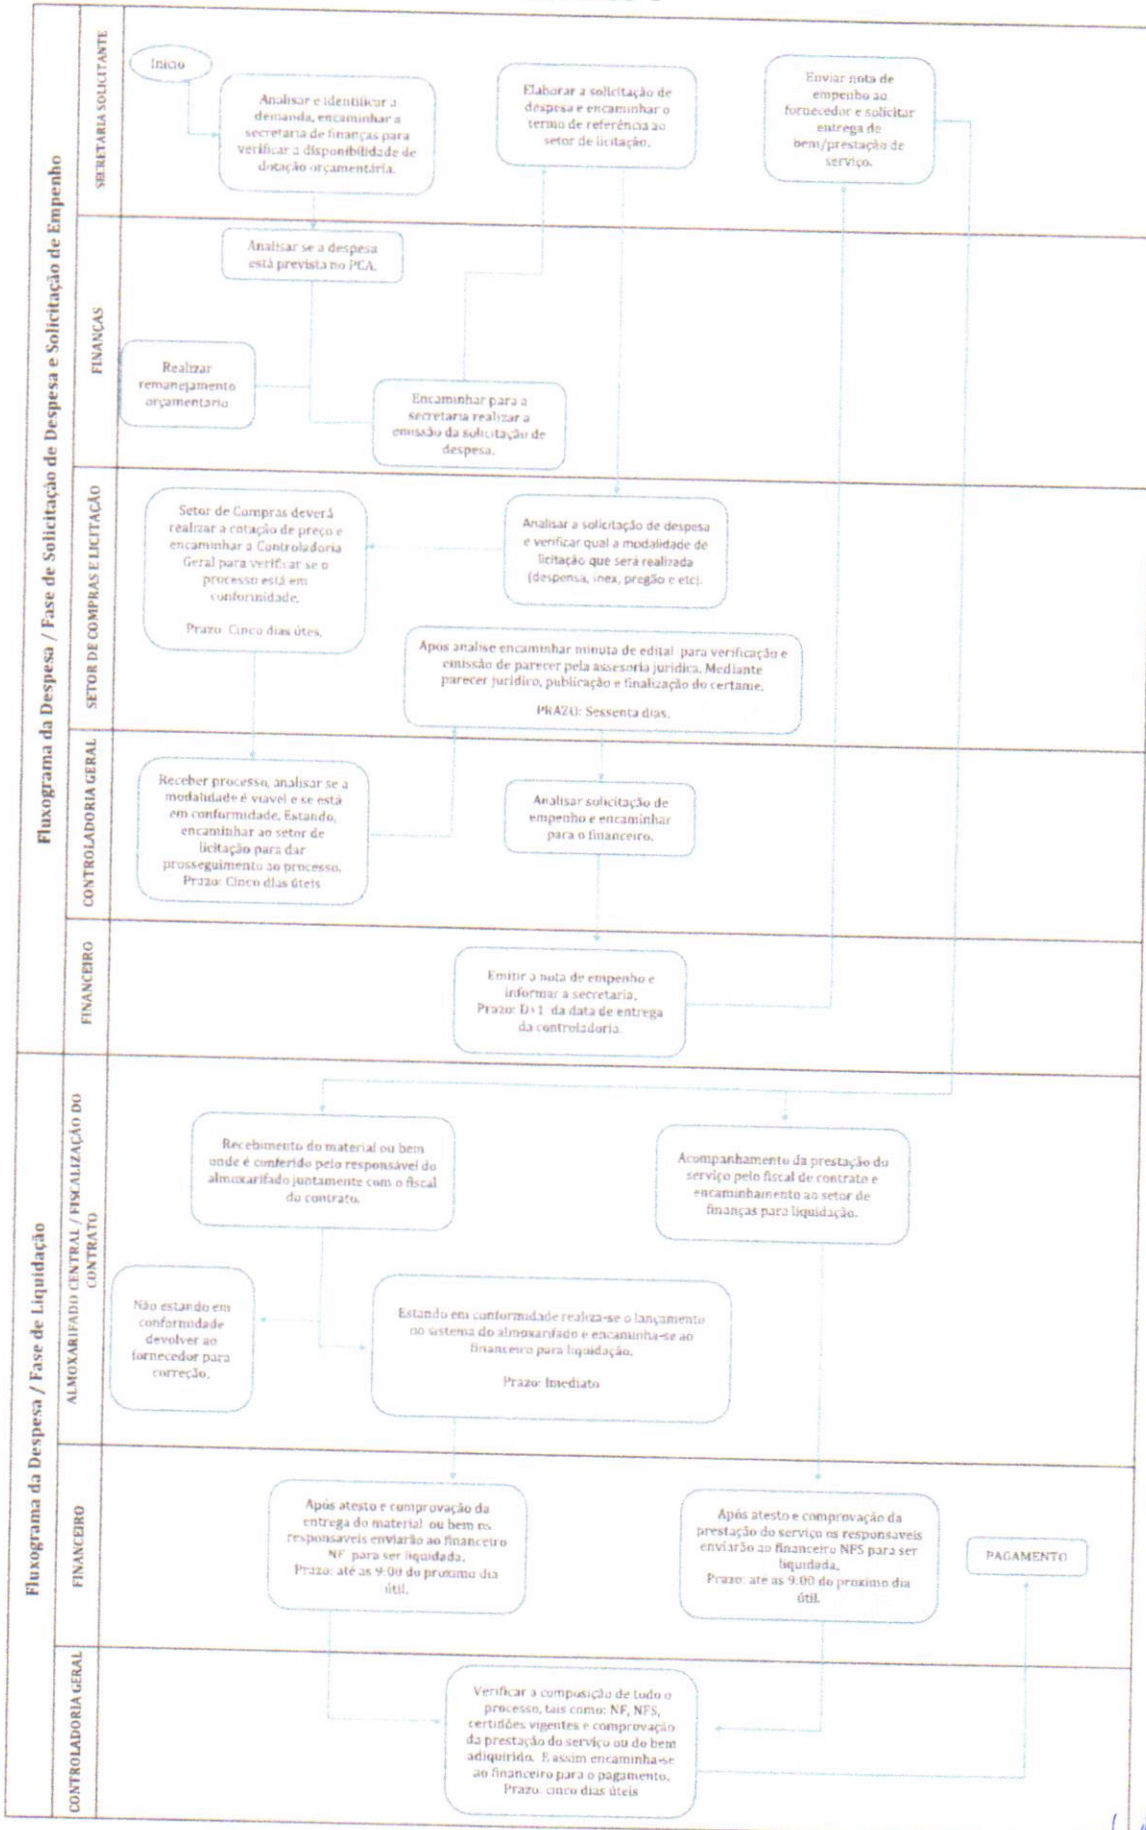 Fluxograma da Despesa / Fase de Solicitação de Despesa e Solicitação de Empenho
SECRETARIA SOLICITANTE
Início
Analisar e identificar a
demanda, encaminhar a
secretaria de finanças para
verificar a disponibilidade de
dotação orçamentária.
Elaborar a solicitação de
despesa e encaminhar o
termo de referência ao
setor de licitação.
Enviar nota de
empenho ao
fornecedor e solicitar
entrega de
bem/prestação de
serviço.
FINANÇAS
Analisar se a despesa
está prevista no PCA.
Realizar
remanejamento
orçamentario
Encaminhar para a
secretaria realizar a
emissão da solicitação de
despesa.
SETOR DE COMPRAS E LICITAÇÃO
Setor de Compras deverá
realizar a cotação de preço e
encaminhar a Controladoria
Geral para verificar se o
processo está em
conformidade.
Prazo: Cinco dias útes.
Analisar a solicitação de despesa
e verificar qual a modalidade de
licitação que será realizada
(despensa, inex, pregão e etc).
Após analise encaminhar minuta de edital para verificação e
emissão de parecer pela assesoria jurídica. Mediante
parecer jurídico, publicação e finalização do certame.
PRAZO: Sessenta dias.
CONTROLADORIA GERAL
Receber processo, analisar se a
modalidade é viavel e se está
em conformidade. Estando,
encaminhar ao setor de
licitação para dar
prosseguimento ao processo.
Prazo: Cinco dias úteis
Analisar solicitação de
empenho e encaminhar
para o financeiro.
FINANCEIRO
Emitir a nota de empenho e
informar a secretaria.
Prazo: D+1 da data de entrega
da controladoria
Fluxograma da Despesa / Fase de Liquidação
ALMOXARIFADO CENTRAL / FISCALIZAÇÃO DO
CONTRATO
Recebimento do material ou bem
onde é conferido pelo responsável do
almoxarifado juntamente com o fiscal
do contrato.
Acompanhamento da prestação do
serviço pelo fiscal de contrato e
encaminhamento ao setor de
finanças para liquidação.
Não estando em
conformidade
devolver ao
fornecedor para
correção.
Estando em conformidade realiza-se o lançamento
no sistema do almoxarifado e encaminha-se ao
financeiro para liquidação.
Prazo: Imediato
FINANCEIRO
Após atesto e comprovação da
entrega do material ou bem os
responsaveis enviarão ao financeiro
NF para ser liquidada.
Prazo: até as 9:00 do proximo dia
útil.
Após atesto e comprovação da
prestação do serviço os responsaveis
enviarão ao financeiro NFS para ser
liquidada.
Prazo: até as 9:00 do proximo dia
útil.
PAGAMENTO
CONTROLADORIA GERAL
Verificar a composição de todo o
processo, tais como: NF, NFS,
certidões vigentes e comprovação
da prestação do serviço ou do bem
adiquirido. E assim encaminha-se
ao financeiro para o pagamento.
Prazo: cinco dias úteis